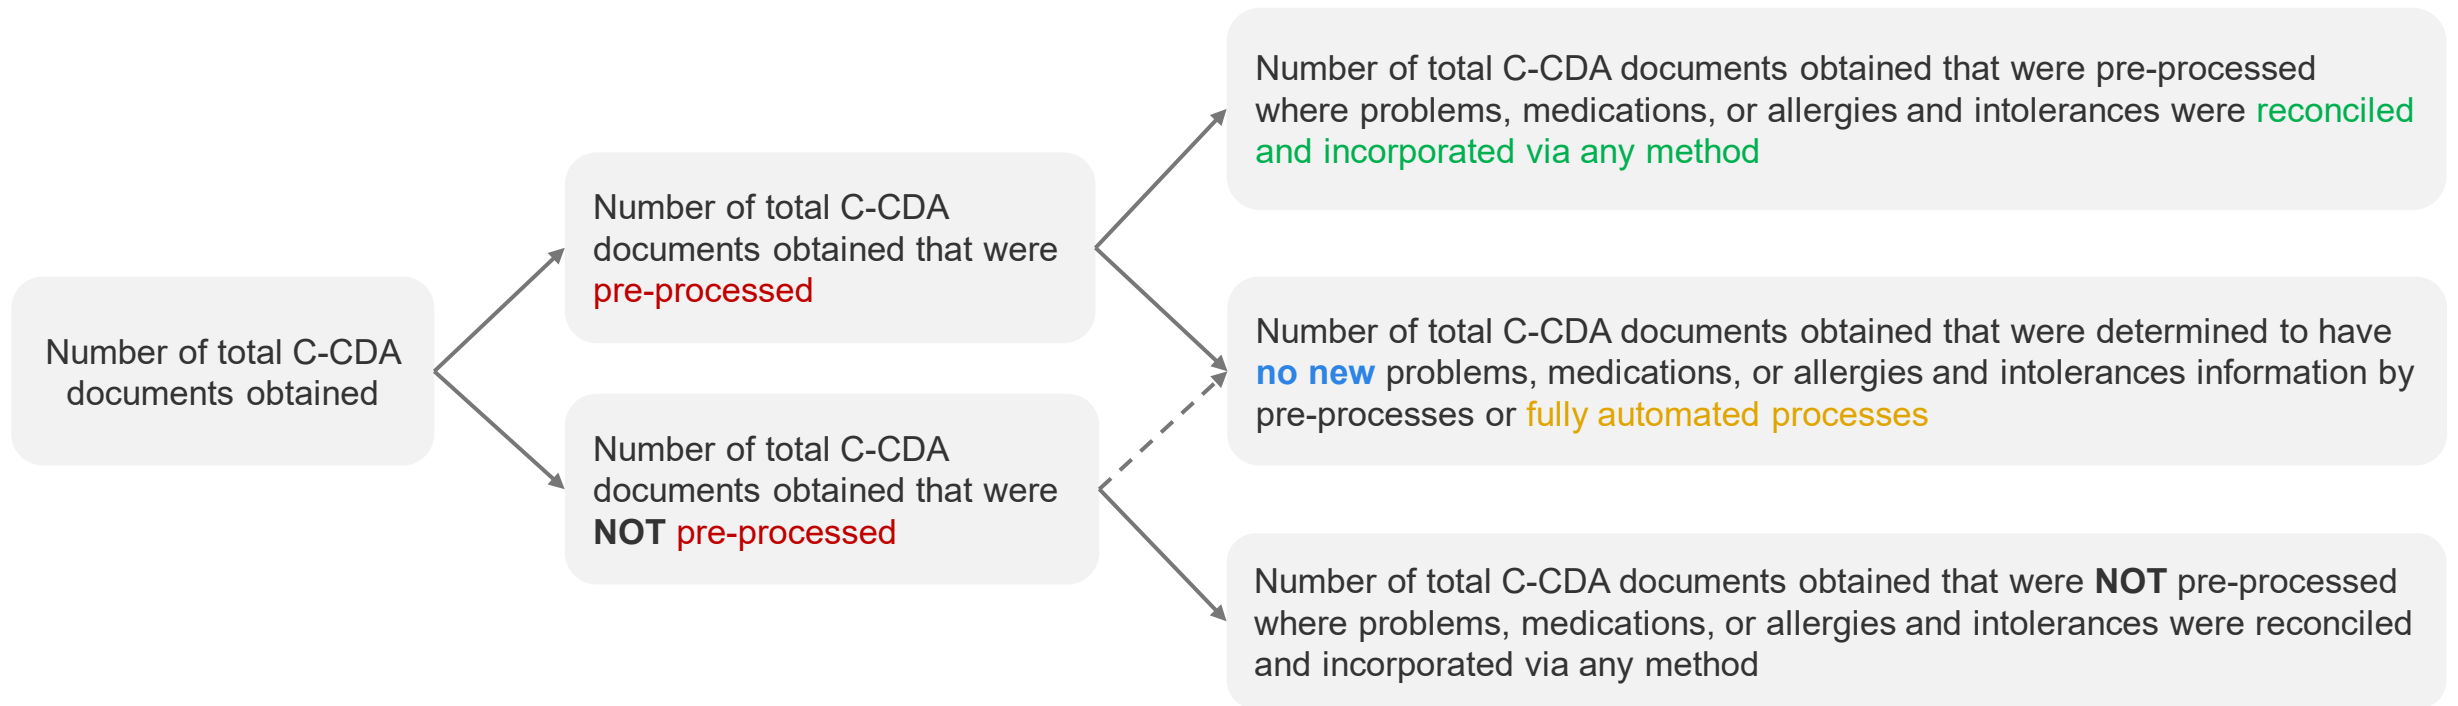 Number of total C-CDA
documents obtained
Number of total C-CDA
documents obtained that were
pre-processed
Number of total C-CDA
documents obtained that were
NOT pre-processed
Number of total C-CDA documents obtained that were pre-processed
where problems, medications, or allergies and intolerances were reconciled
and incorporated via any method
Number of total C-CDA documents obtained that were determined to have
no new problems, medications, or allergies and intolerances information by
pre-processes or fully automated processes
Number of total C-CDA documents obtained that were NOT pre-processed
where problems, medications, or allergies and intolerances were reconciled
and incorporated via any method